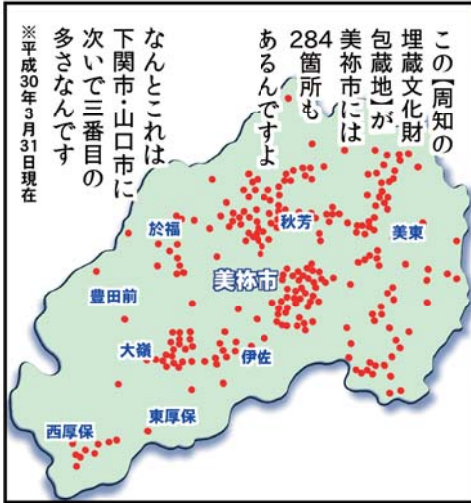 この【周知の
埋蔵文化財
包蔵地】が
美祢市には
284箇所も
あるんですよ
なんとこれは
下関市・山口市に
次いで三番目の
多さなんです
※平成30年3月31日現在
秋芳
美東
於福
美祢市
豊田前
大嶺
伊佐
東厚保
西厚保